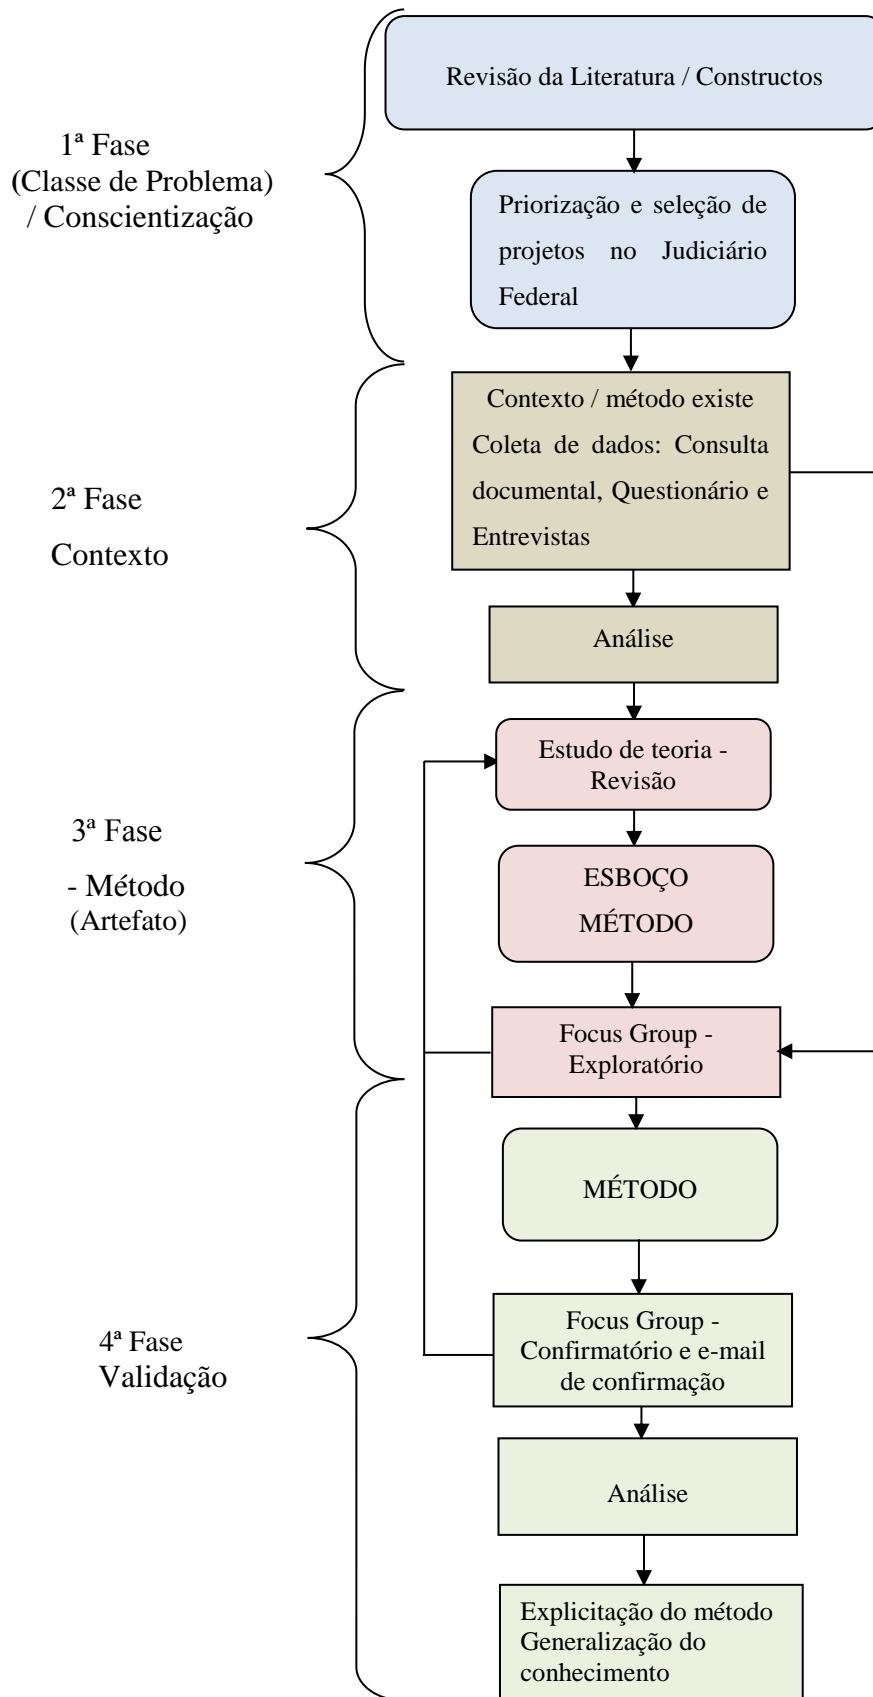 Revisão da Literatura / Constructos
1ª Fase
(Classe de Problema)
/ Conscientização
Priorização e seleção de
projetos no Judiciário
Federal
Contexto / método existe
Coleta de dados: Consulta
documental, Questionário e
Entrevistas
2ª Fase
Contexto
Análise
Estudo de teoria -
Revisão
3ª Fase
- Método
(Artefato)
ESBOÇO
MÉTODO
Focus Group -
Exploratório
MÉTODO
4ª Fase
Validação
Focus Group -
Confirmatório e e-mail
de confirmação
Análise
Explicitação do método
Generalização do
conhecimento